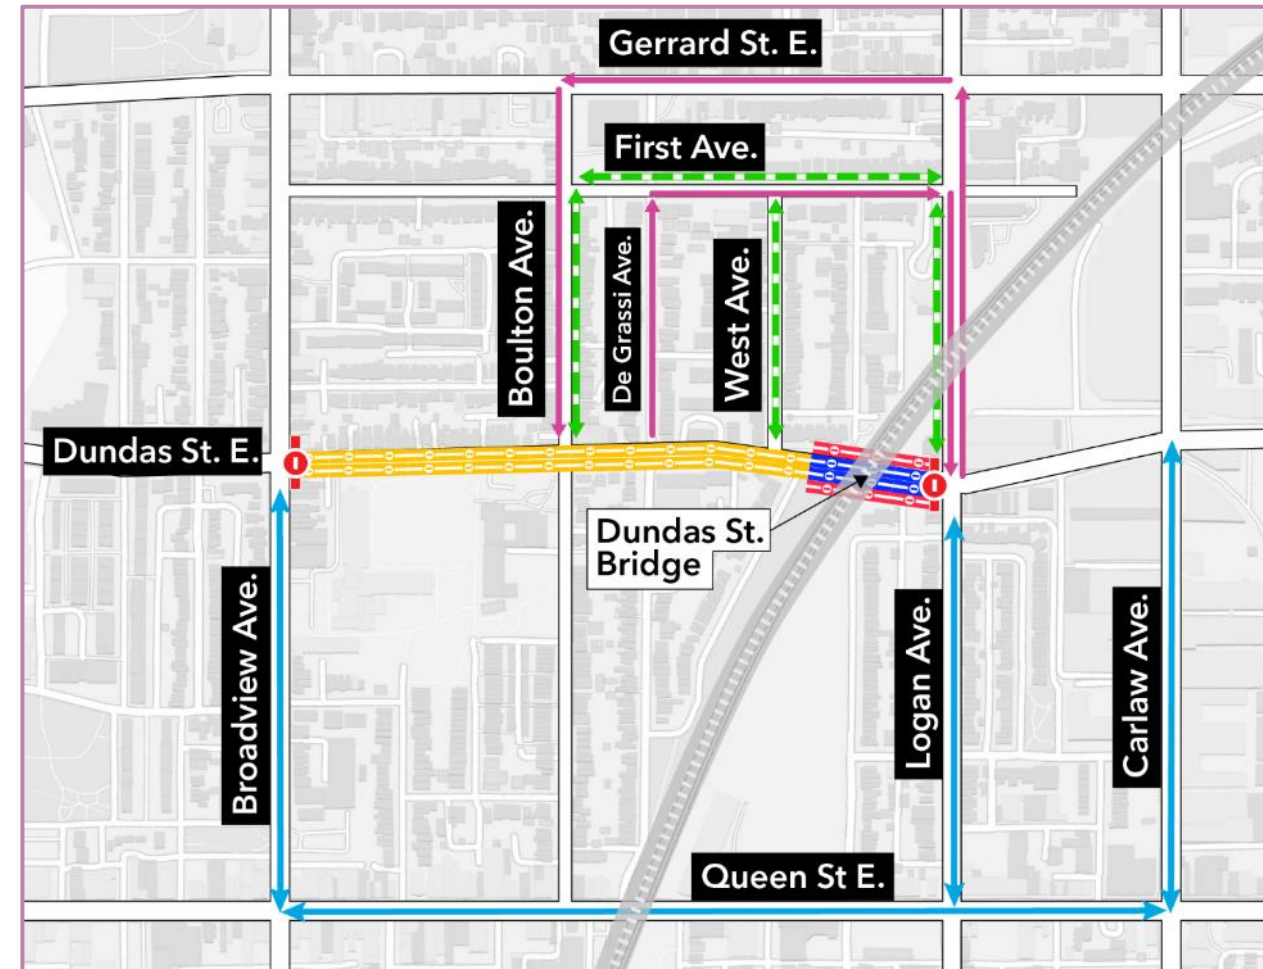 Gerrard St. E.
First Ave.
Boulton Ave.
De Grassi Ave.
West Ave.
Dundas St. E.
Dundas St.
Bridge
Broadview Ave.
Logan Ave.
Carlaw Ave.
Queen St E.